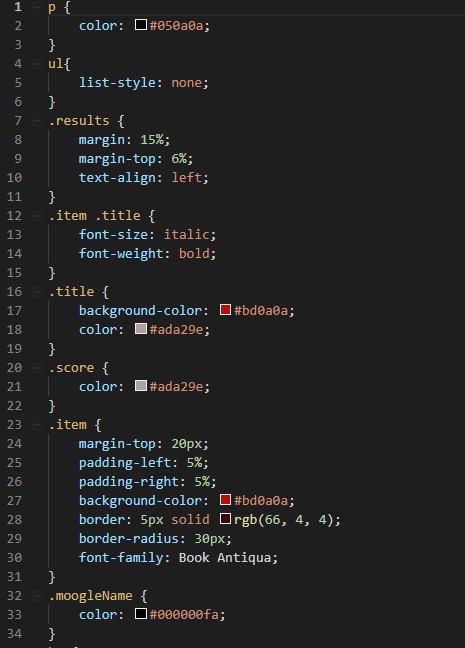 1 p {
2 color: #050a0a;
3 }
4 ul{
5 list-style: none;
6 }
7 .results {
8 margin: 15%;
9 margin-top: 6%;
10 text-align: left;
11 }
12 .item .title {
13 font-size: italic;
14 font-weight: bold;
15 }
16 .title {
17 background-color: #bd0a0a;
18 color: #ada29e;
19 }
20 .score {
21 color: #ada29e;
22 }
23 .item {
24 margin-top: 20px;
25 padding-left: 5%;
26 padding-right: 5%;
27 background-color: #bd0a0a;
28 border: 5px solid rgb(66, 4, 4);
29 border-radius: 30px;
30 font-family: Book Antiqua;
31 }
32 .moogleName {
33 color: #000000fa;
34 }